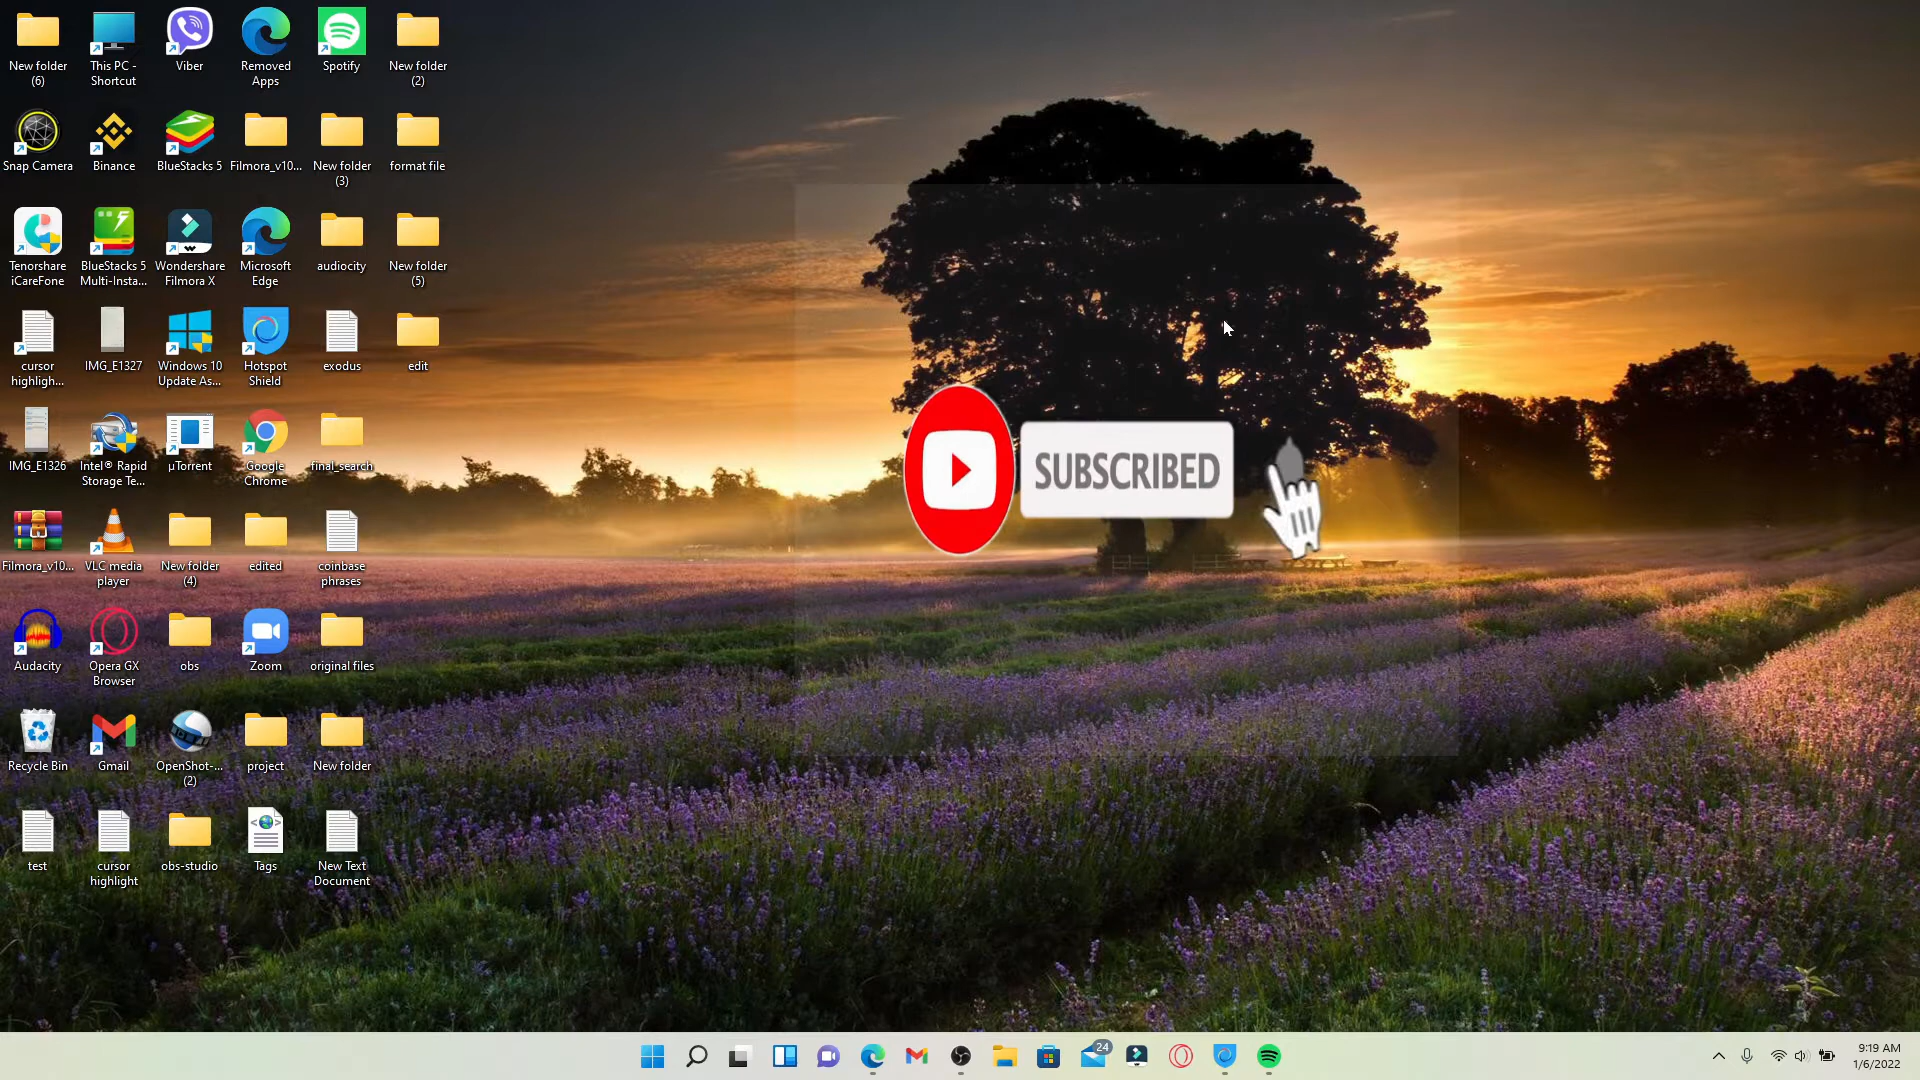 New folder
(6)
This PC -
Shortcut
Viber
Removed
Apps
Spotify
New folder
(2)
Snap Camera
Binance
BlueStacks 5
Filmora_v10...
New folder
(3)
format file
Tenorshare
iCareFone
BlueStacks 5
Multi-Insta...
Wondershare
Filmora X
Microsoft
Edge
audiocity
New folder
(5)
cursor
highligh...
IMG_E1327
Windows 10
Update As...
Hotspot
Shield
exodus
edit
IMG_E1326
Intel® Rapid
Storage Te...
µTorrent
Google
Chrome
final_search
Filmora_v10...
VLC media
player
New folder
(4)
edited
coinbase
phrases
Audacity
Opera GX
Browser
obs
Zoom
original files
Recycle Bin
Gmail
OpenShot-...
(2)
project
New folder
test
cursor
highlight
obs-studio
Tags
New Text
Document
SUBSCRIBED
24
9:19 AM
1/6/2022